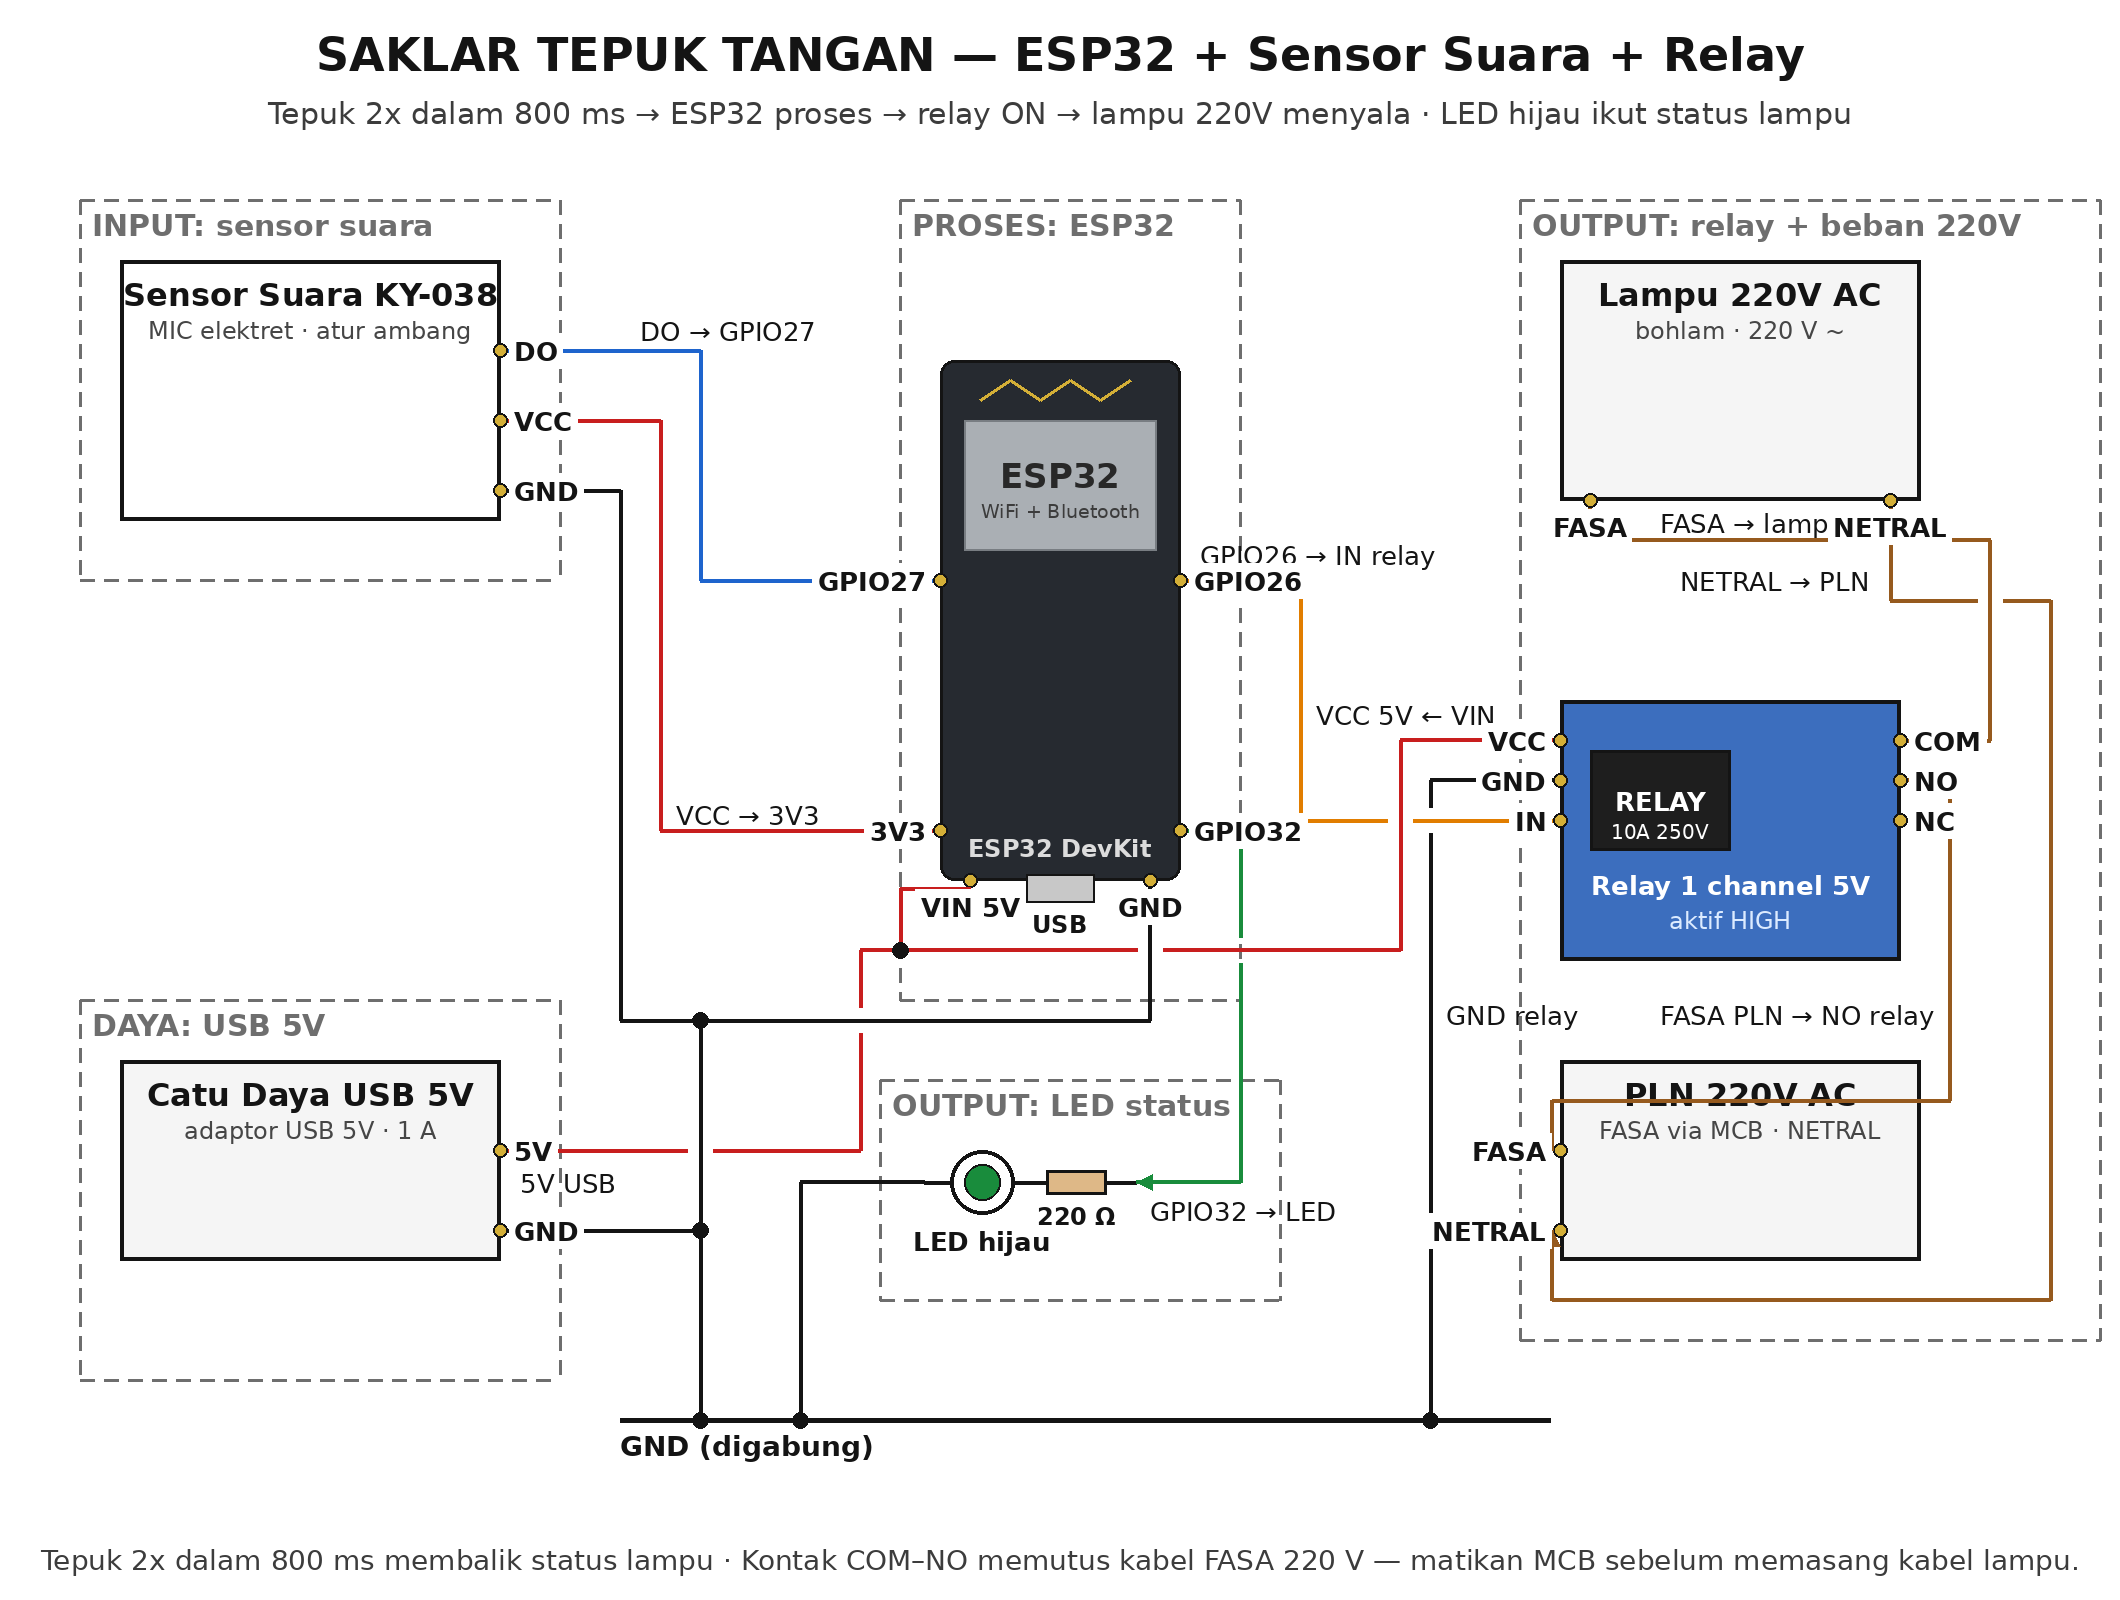 SAKLAR TEPUK TANGAN — ESP32 + Sensor Suara + Relay
Tepuk 2x dalam 800 ms → ESP32 proses → relay ON → lampu 220V menyala · LED hijau ikut status lampu
INPUT: sensor suara
Sensor Suara KY-038
MIC elektret · atur ambang
DO
VCC
GND
DO → GPIO27
VCC → 3V3
PROSES: ESP32
ESP32
WiFi + Bluetooth
GPIO27
GPIO26
GPIO26 → IN relay
3V3
GPIO32
ESP32 DevKit
VIN 5V
USB
GND
OUTPUT: relay + beban 220V
Lampu 220V AC
bohlam · 220 V ~
FASA
FASA → lamp
NETRAL
NETRAL → PLN
VCC 5V ← VIN
VCC
GND
IN
RELAY
10A 250V
Relay 1 channel 5V
aktif HIGH
COM
NO
NC
GND relay
FASA PLN → NO relay
PLN 220V AC
FASA via MCB · NETRAL
FASA
NETRAL
DAYA: USB 5V
Catu Daya USB 5V
adaptor USB 5V · 1 A
5V
5V USB
GND
OUTPUT: LED status
220 Ω
LED hijau
GPIO32 → LED
GND (digabung)
Tepuk 2x dalam 800 ms membalik status lampu · Kontak COM–NO memutus kabel FASA 220 V — matikan MCB sebelum memasang kabel lampu.